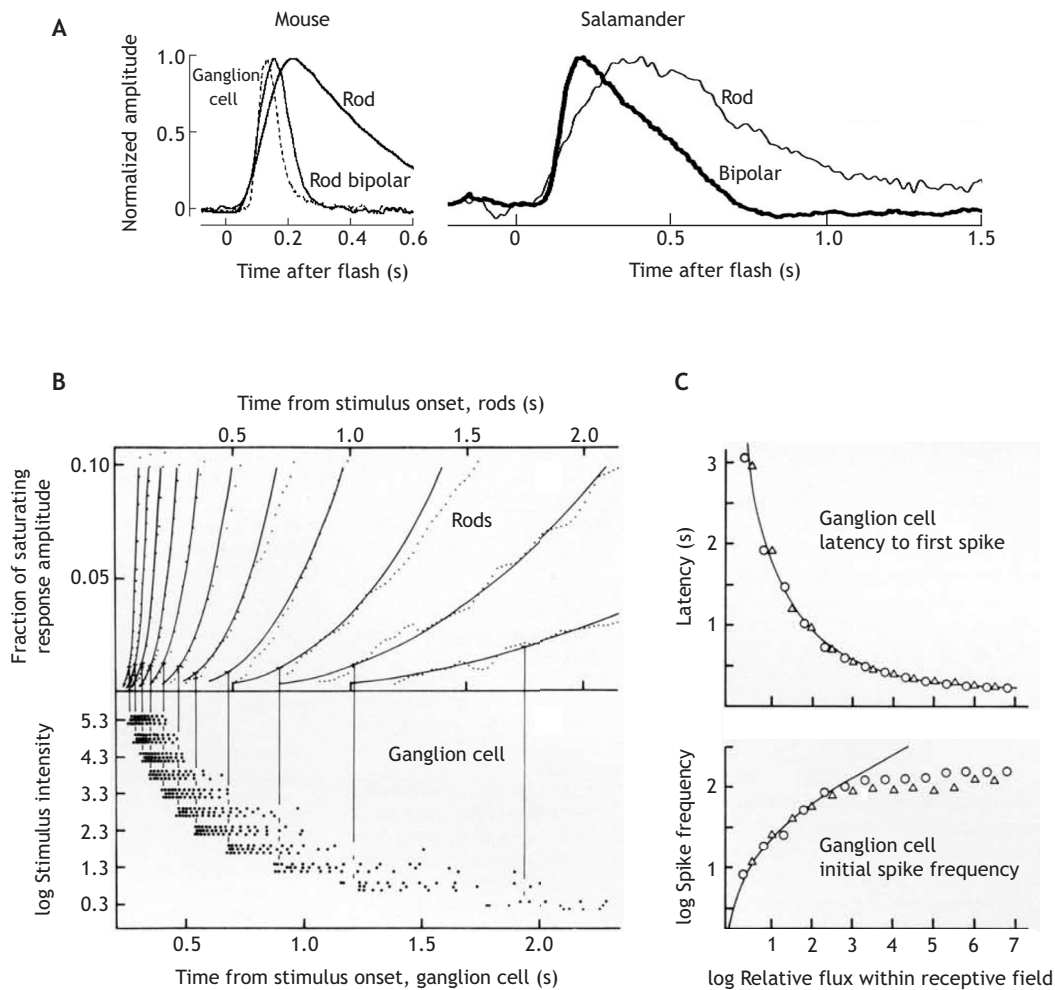 A
Mouse
Salamander
Normalized amplitude
1.0
0.5
0
Ganglion
cell
Rod
Rod bipolar
0
0.2
0.4
0.6
Time after flash (s)
Rod
Bipolar
0
0.5
1.0
1.5
Time after flash (s)
B
Time from stimulus onset, rods (s)
0.5
1.0
1.5
2.0
Fraction of saturating
response amplitude
0.10
0.05
Rods
log Stimulus intensity
5.3
4.3
3.3
2.3
1.3
0.3
Ganglion cell
0.5
1.0
1.5
2.0
Time from stimulus onset, ganglion cell (s)
C
Latency (s)
3
2
1
Ganglion cell
latency to first spike
log Spike frequency
2
1
Ganglion cell
initial spike frequency
1 2 3 4 5 6 7
log Relative flux within receptive field